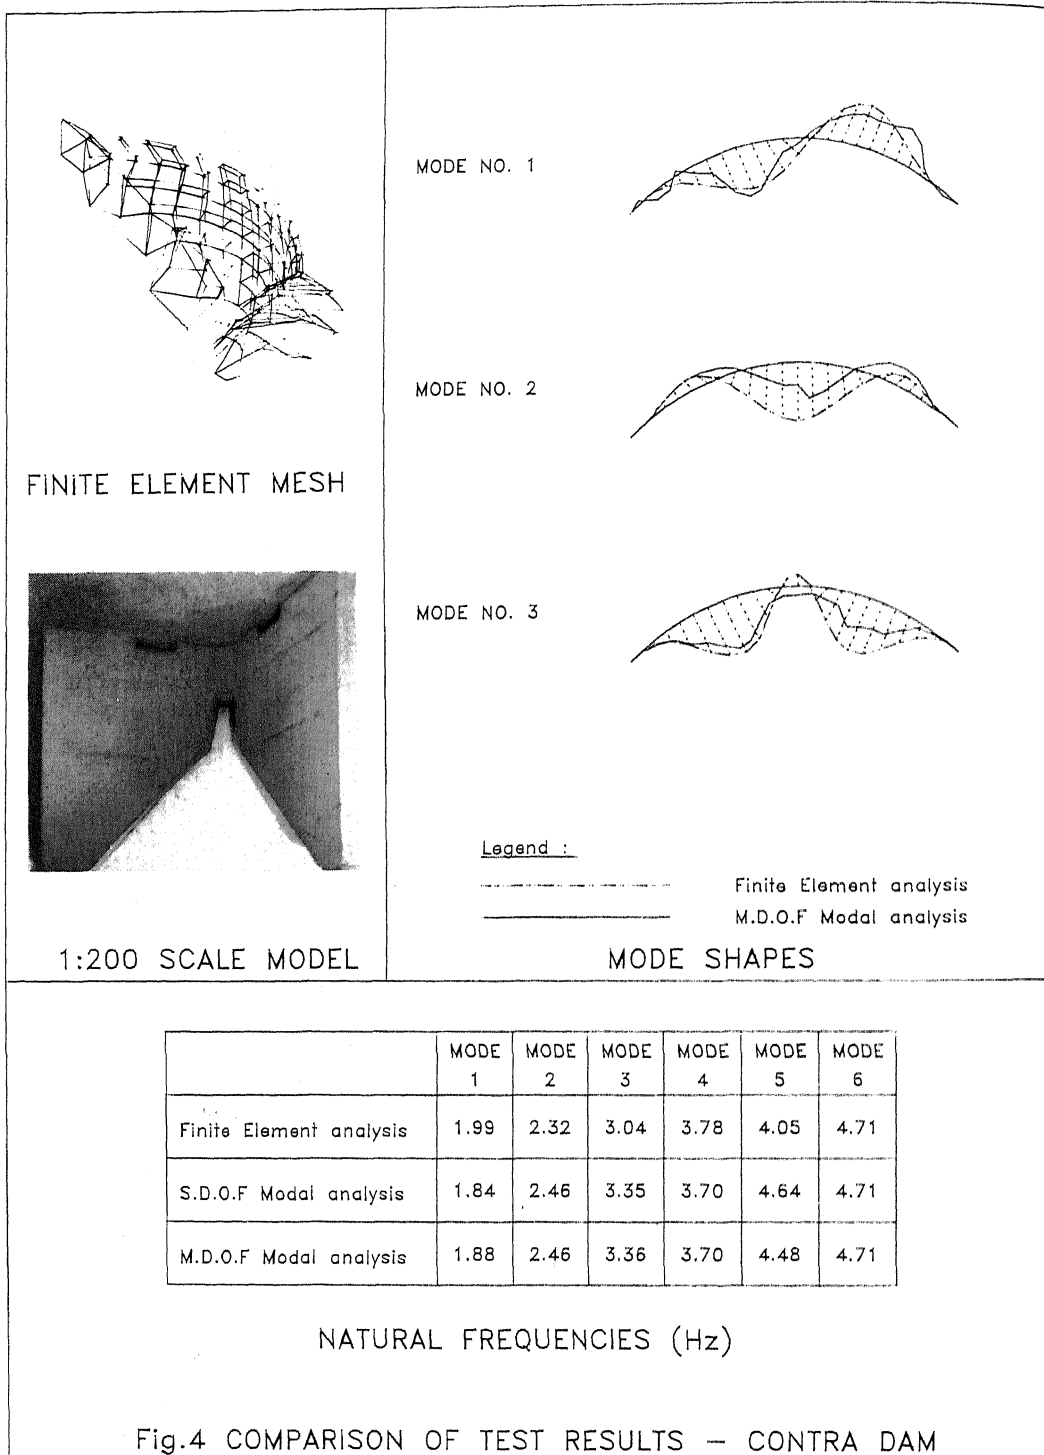 FINITE ELEMENT MESH
1:200 SCALE MODEL
MODE NO. 1
MODE NO. 2
MODE NO. 3
Legend :
Finite Element analysis
M.D.O.F Modal analysis
MODE SHAPES
MODE 1 MODE 2 MODE 3 MODE 4 MODE 5 MODE 6
Finite Element analysis 1.99 2.32 3.04 3.78 4.05 4.71
S.D.O.F Modal analysis 1.84 2.46 3.35 3.70 4.64 4.71
M.D.O.F Modal analysis 1.88 2.46 3.36 3.70 4.48 4.71
NATURAL FREQUENCIES (Hz)
Fig.4 COMPARISON OF TEST RESULTS – CONTRA DAM